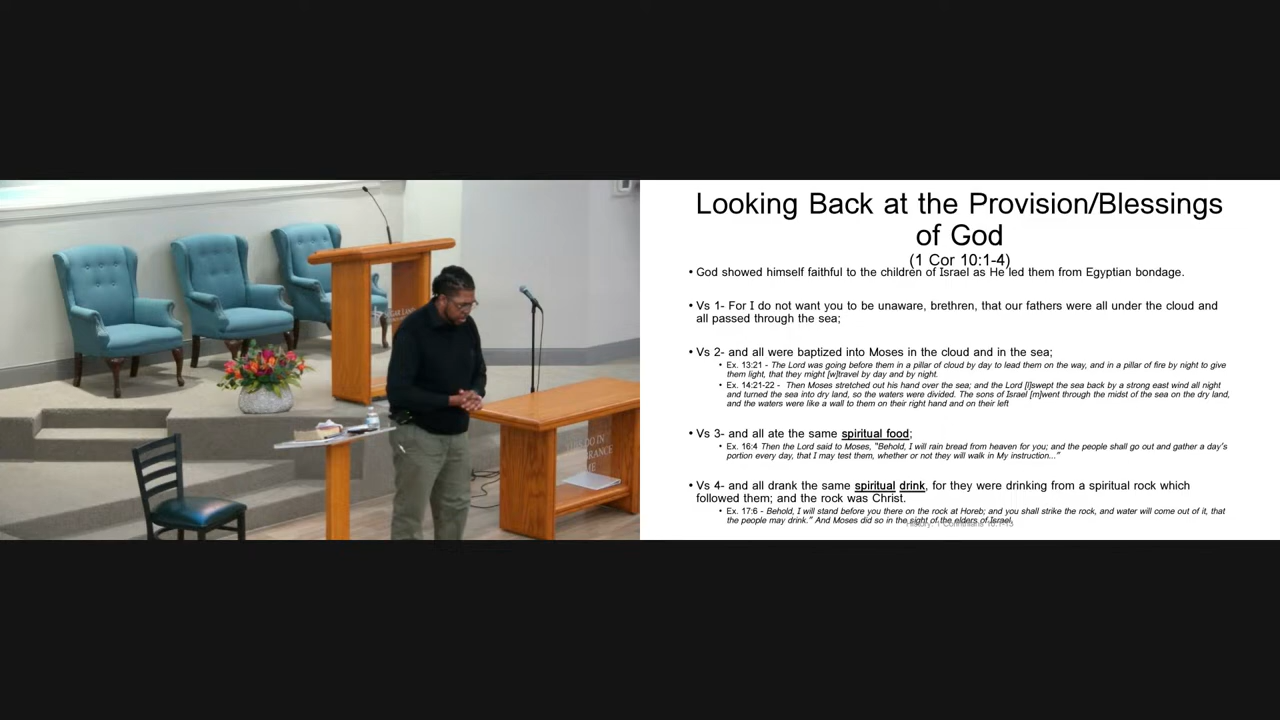 Looking Back at the Provision/Blessings
of God
(1 Cor 10:1-4)
• God showed himself faithful to the children of Israel as He led them from Egyptian bondage.
• Vs 1- For I do not want you to be unaware, brethren, that our fathers were all under the cloud and
all passed through the sea;
• Vs 2- and all were baptized into Moses in the cloud and in the sea;
• Ex. 13:21 - The Lord was going before them in a pillar of cloud by day to lead them on the way, and in a pillar of fire by night to give
them light, that they might [w]travel by day and by night.
• Ex. 14:21-22 - Then Moses stretched out his hand over the sea; and the Lord [l]swept the sea back by a strong east wind all night
and turned the sea into dry land, so the waters were divided. The sons of Israel [m]went through the midst of the sea on the dry land,
and the waters were like a wall to them on their right hand and on their left
• Vs 3- and all ate the same spiritual food;
• Ex. 16:4 Then the Lord said to Moses, "Behold, I will rain bread from heaven for you; and the people shall go out and gather a day's
portion every day, that I may test them, whether or not they will walk in My instruction..."
• Vs 4- and all drank the same spiritual drink, for they were drinking from a spiritual rock which
followed them; and the rock was Christ.
• Ex. 17:6 - Behold, I will stand before you there on the rock at Horeb; and you shall strike the rock, and water will come out of it, that
the people may drink." And Moses did so in the sight of the elders of Israel.
DO IN